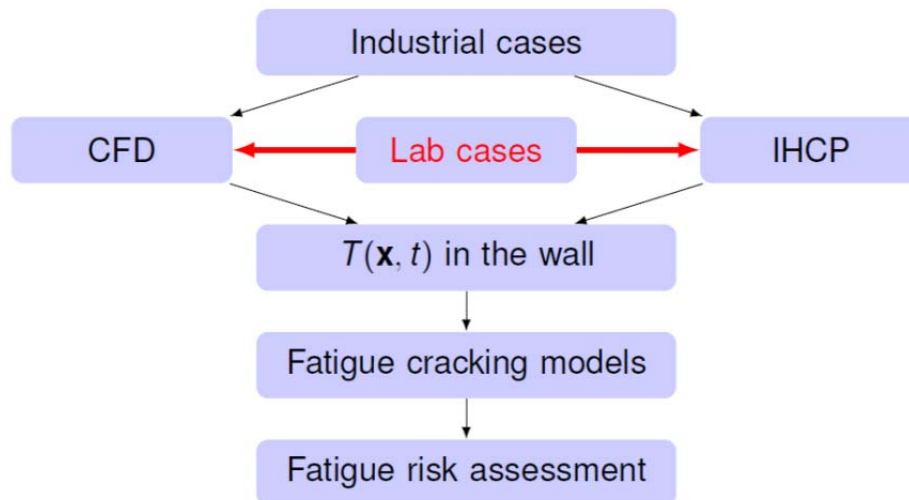 Industrial cases
CFD
Lab cases
IHCP
T(x, t) in the wall
Fatigue cracking models
Fatigue risk assessment